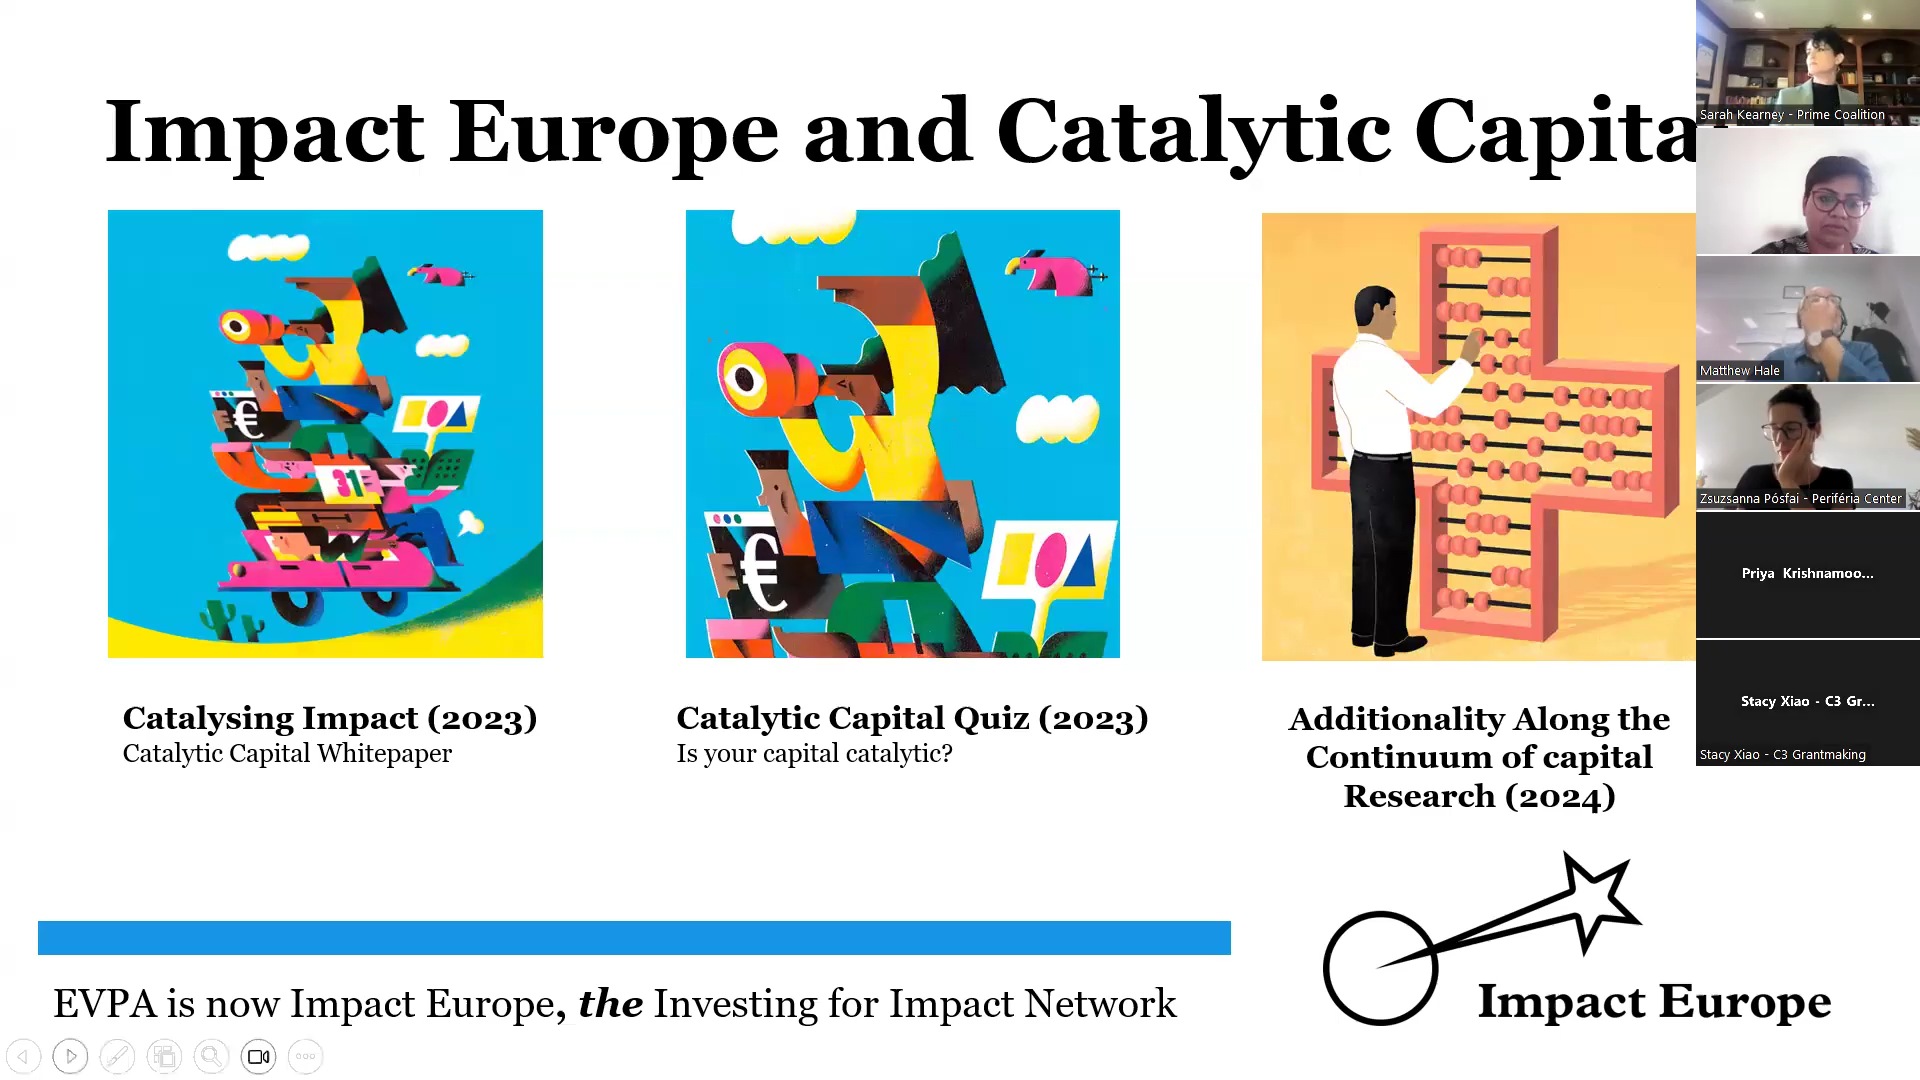 Impact Europe and Catalytic Capita
€
31
€
Catalysing Impact (2023)
Catalytic Capital Whitepaper
Catalytic Capital Quiz (2023)
Is your capital catalytic?
Additionality Along the
Continuum of capital
Research (2024)
EVPA is now Impact Europe, the Investing for Impact Network
Impact Europe
Sarah Kearney - Prime Coalition
Matthew Hale
Zsuzsanna Pósfai - Periféria Center
Priya Krishnamoo...
Stacy Xiao - C3 Gr...
Stacy Xiao - C3 Grantmaking